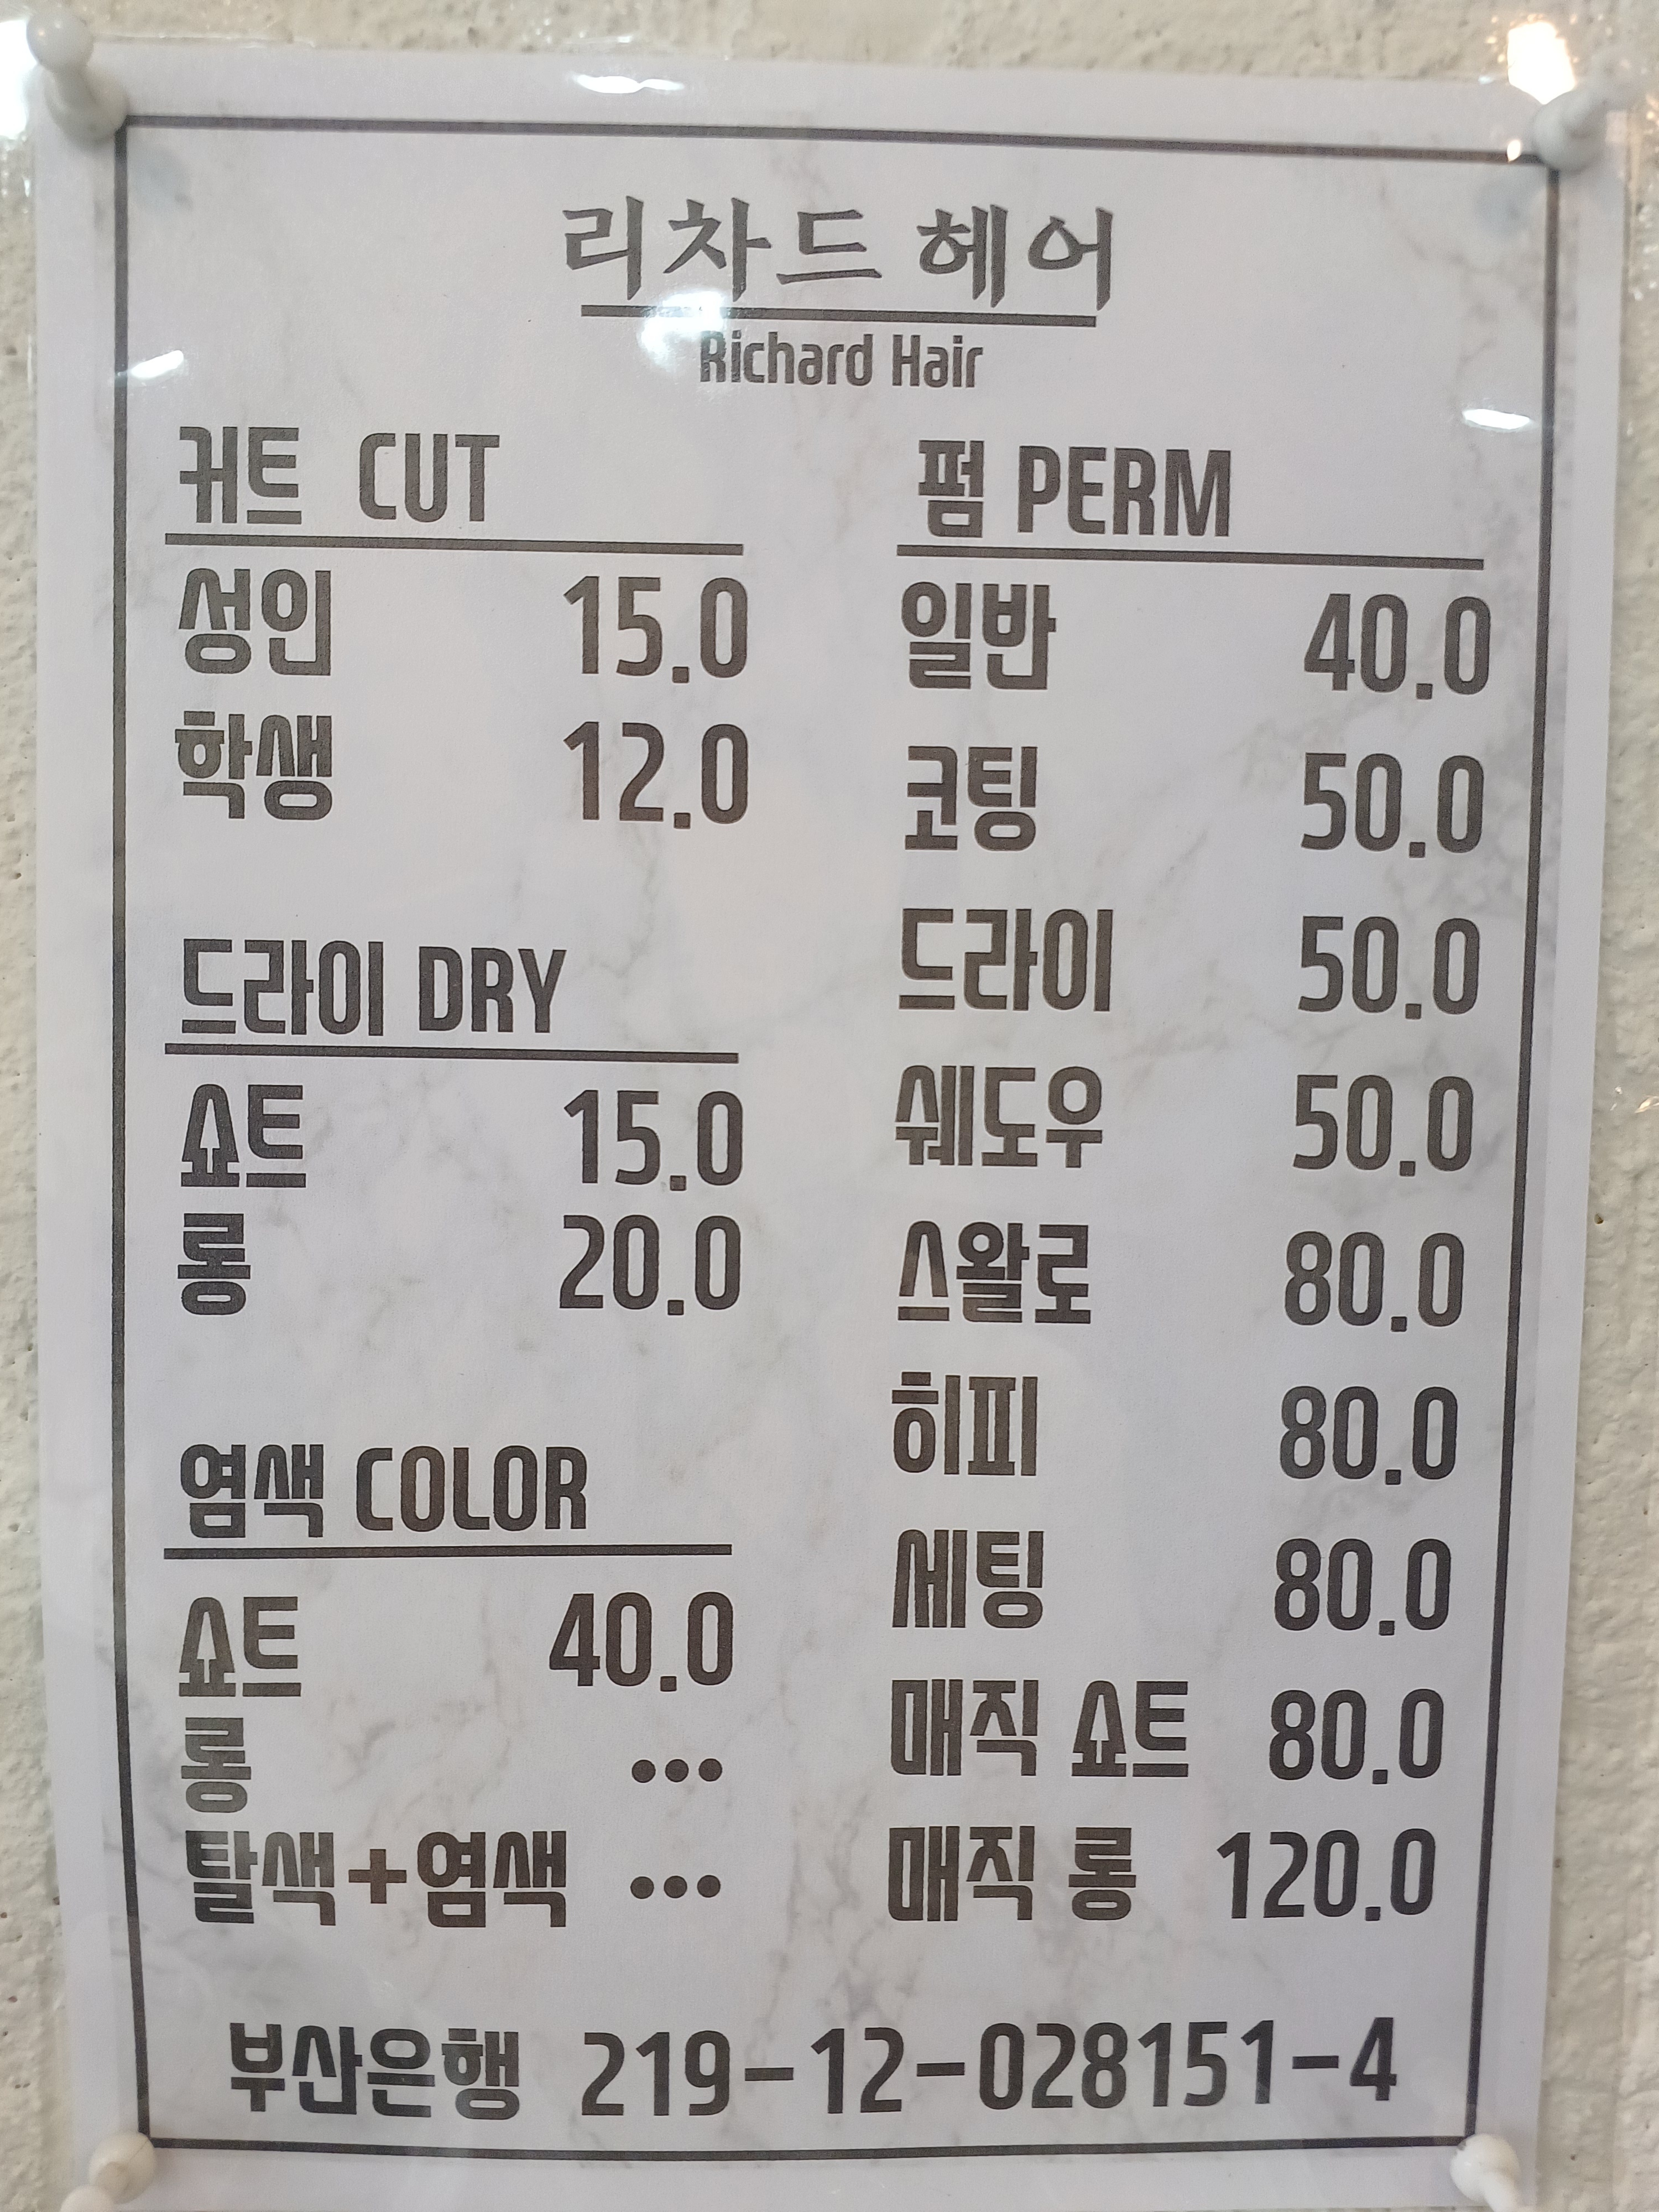 리차드 헤어
Richard Hair
커트 CUT
성인 15.0
학생 12.0
드라이 DRY
쇼트 15.0
롱 20.0
염색 COLOR
쇼트 40.0
롱 •••
탈색+염색 •••
펌 PERM
일반 40.0
코팅 50.0
드라이 50.0
쉐도우 50.0
스왈로 80.0
히피 80.0
세팅 80.0
매직 쇼트 80.0
매직 롱 120.0
부산은행 219-12-028151-4